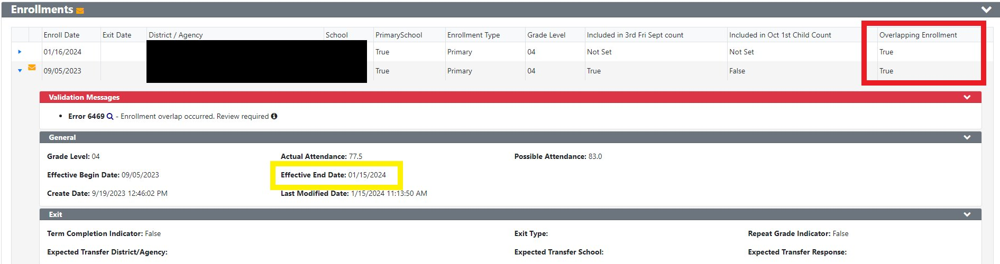 Enrollments
Enroll Date Exit Date District / Agency School PrimarySchool Enrollment Type Grade Level Included in 3rd Fri Sept count Included in Oct 1st Child Count Overlapping Enrollment
01/16/2024 True Primary 04 Not Set Not Set True
09/05/2023 True Primary 04 True False True
Validation Messages
Error 6469 - Enrollment overlap occurred. Review required
General
Grade Level: 04 Actual Attendance: 77.5 Possible Attendance: 83.0
Effective Begin Date: 09/05/2023 Effective End Date: 01/15/2024
Create Date: 9/19/2023 12:46:02 PM Last Modified Date: 1/15/2024 11:13:50 AM
Exit
Term Completion Indicator: False Exit Type: Repeat Grade Indicator: False
Expected Transfer District/Agency: Expected Transfer School: Expected Transfer Response: